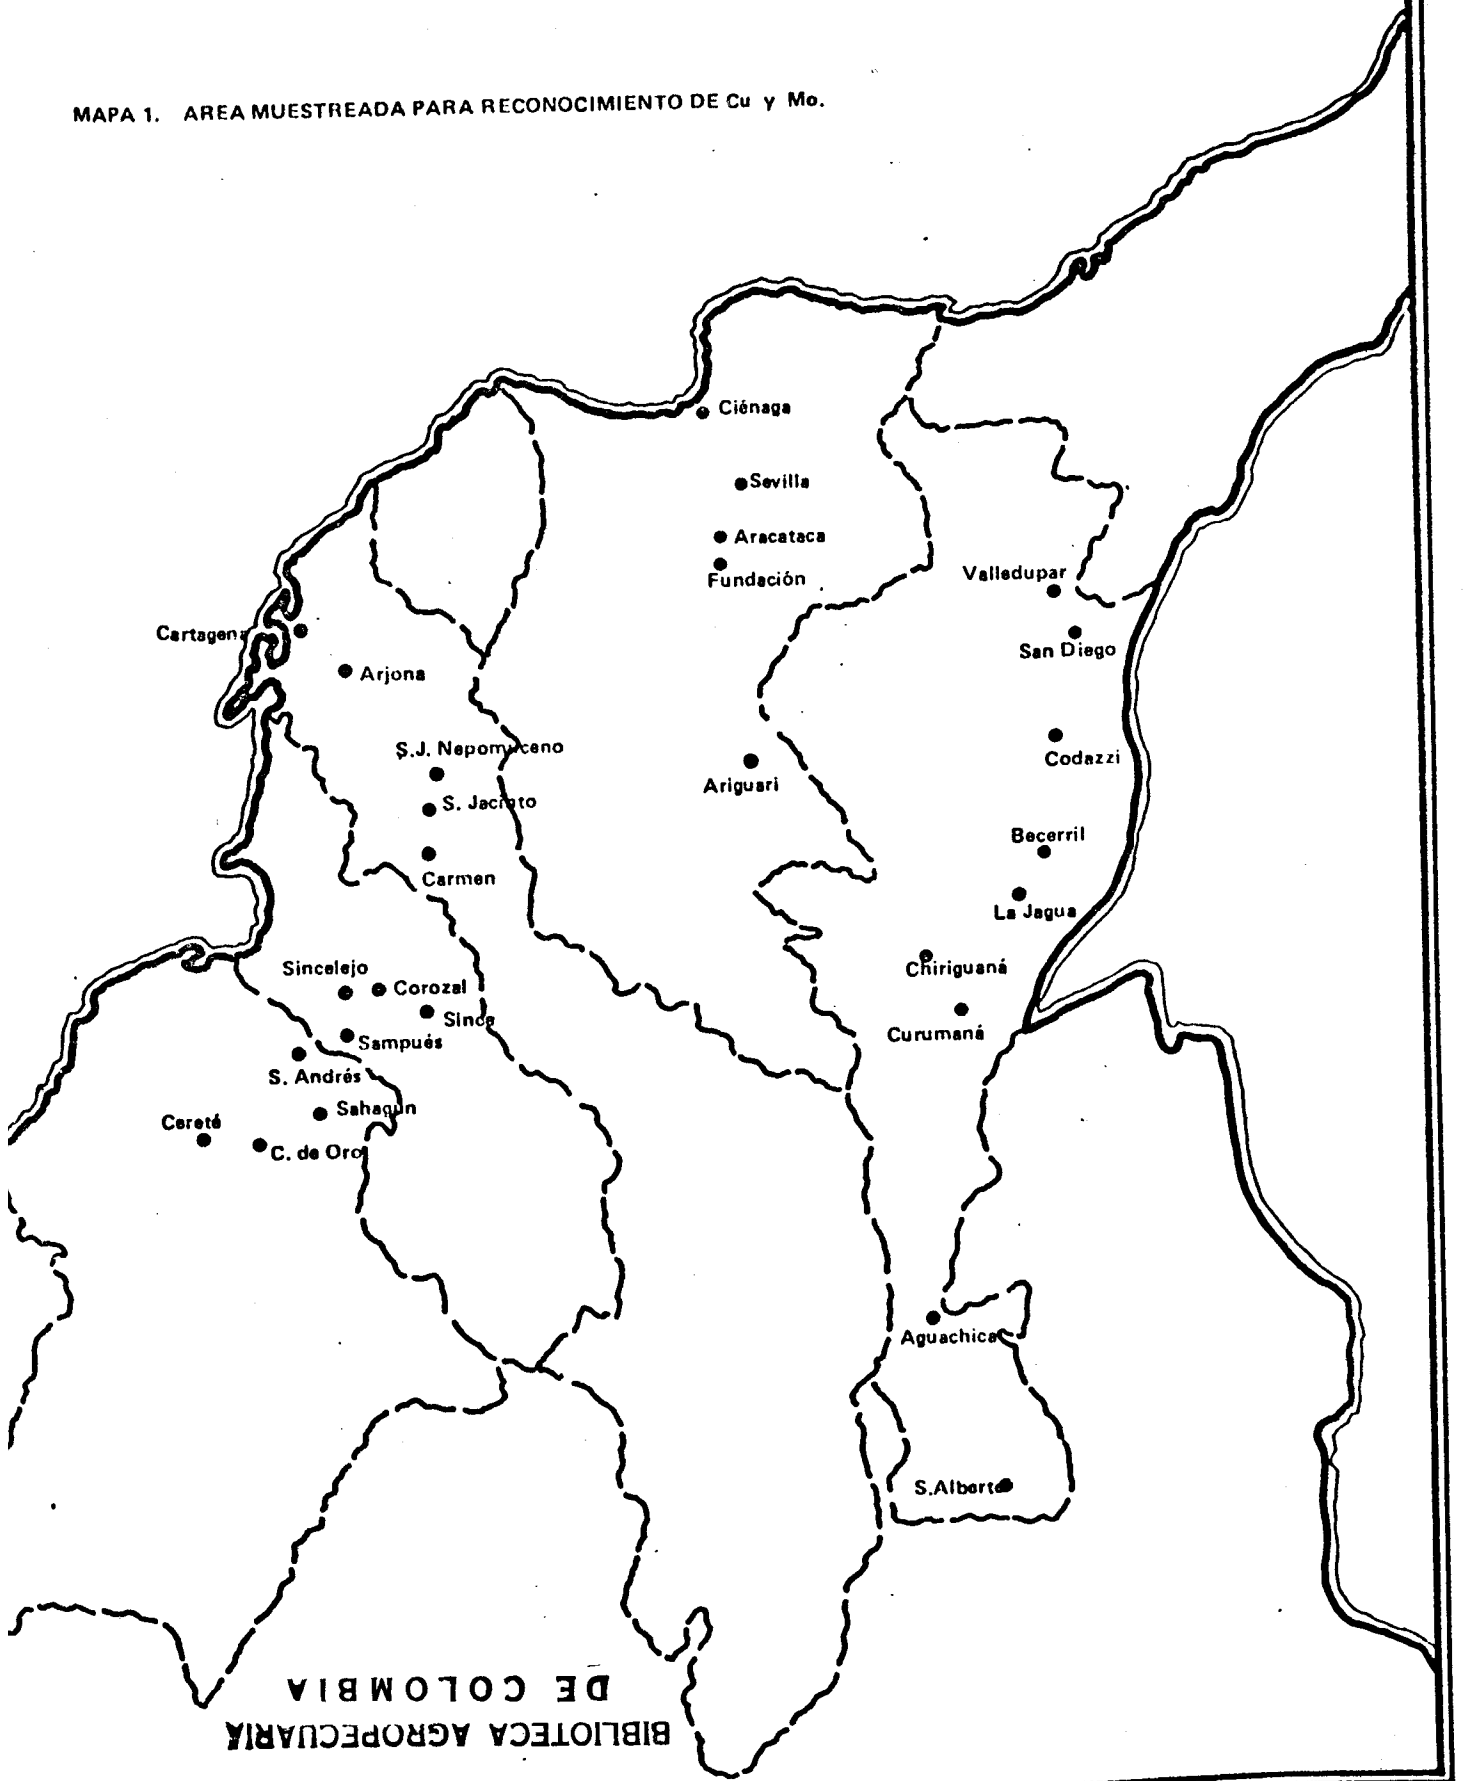 MAPA 1. AREA MUESTREADA PARA RECONOCIMIENTO DE Cu y Mo.
Ciénaga
Sevilla
Aracataca
Fundación
Valledupar
Cartagena
San Diego
Arjona
S.J. Nepomuceno
Codazzi
Ariguari
S. Jacinto
Becerril
Carmen
La Jagua
Sincelejo
Chiriguaná
Corozal
Since
Curumaná
Sampués
S. Andrés
Sahagun
Cereté
C. de Oro
Aguachica
S.Alberto
BIBLIOTECA AGROPECUARIA
DE COLOMBIA